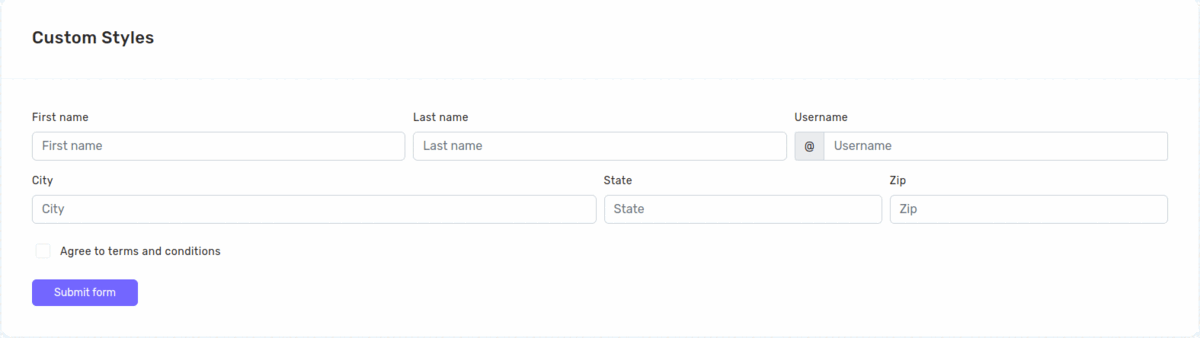 Custom Styles
First name Last name Username
First name Last name @ Username
City State Zip
City State Zip
Agree to terms and conditions
Submit form